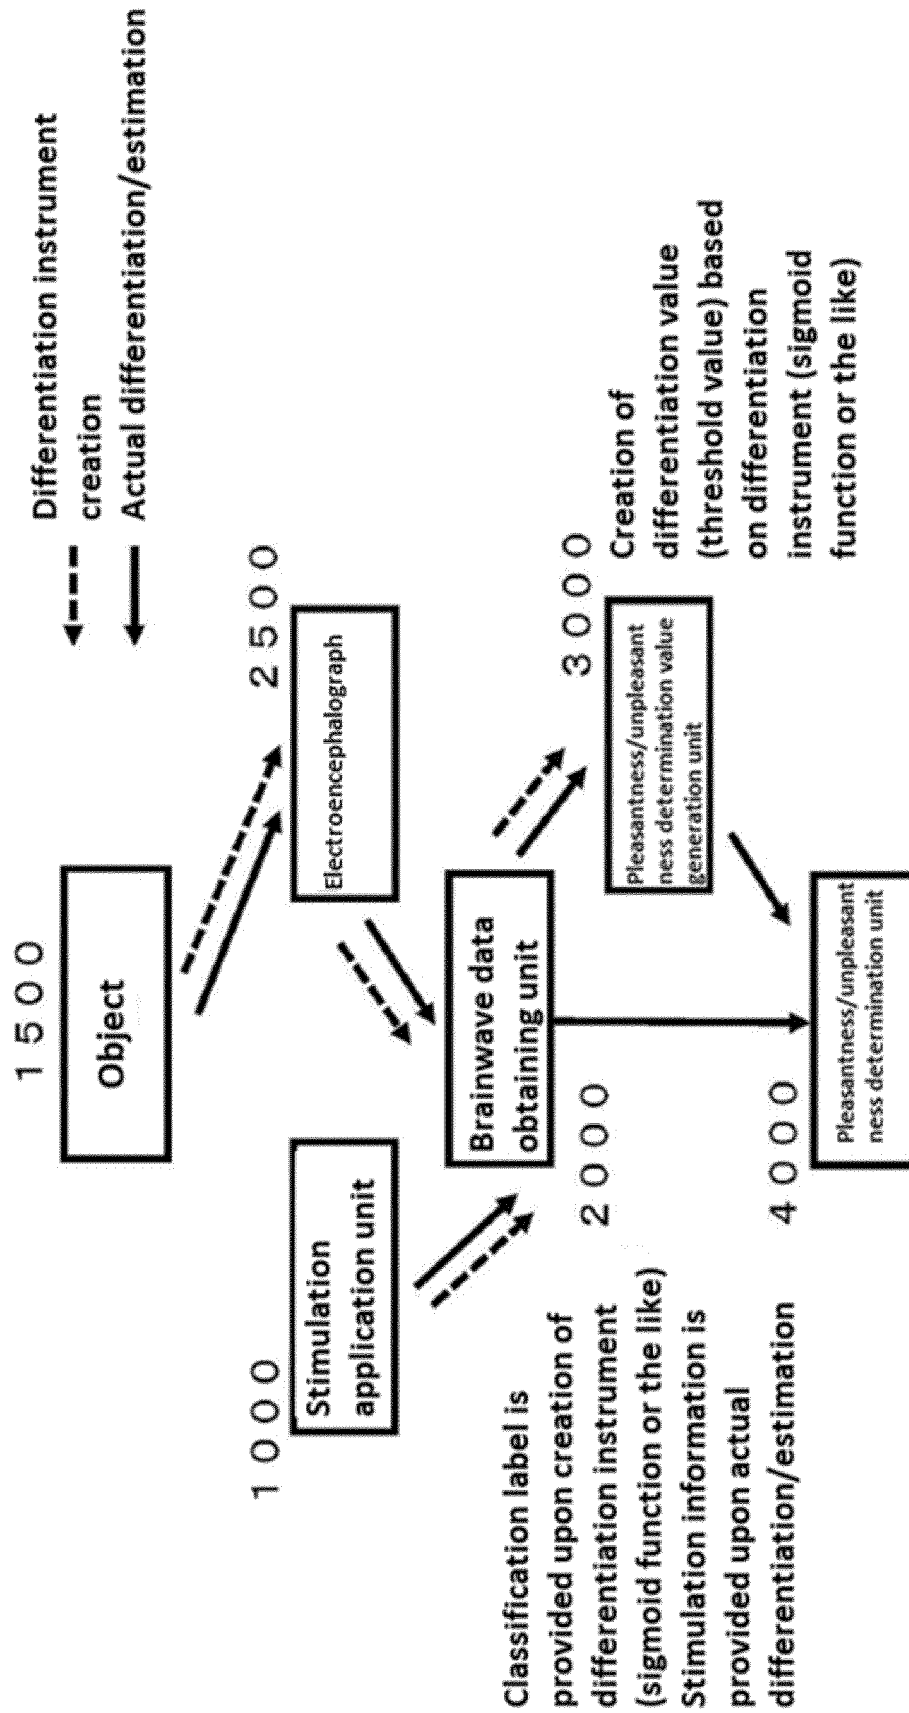 Differentiation instrument
creation
Actual differentiation/estimation
1500
Object
1000
Stimulation
application unit
2500
Electroencephalograph
Brainwave data
obtaining unit
2000
Classification label is
provided upon creation of
differentiation instrument
(sigmoid function or the like)
Stimulation information is
provided upon actual
differentiation/estimation
3000
Pleasantness/unpleasant
ness determination value
generation unit
Creation of
differentiation value
(threshold value) based
on differentiation
instrument (sigmoid
function or the like)
4000
Pleasantness/unpleasant
ness determination unit